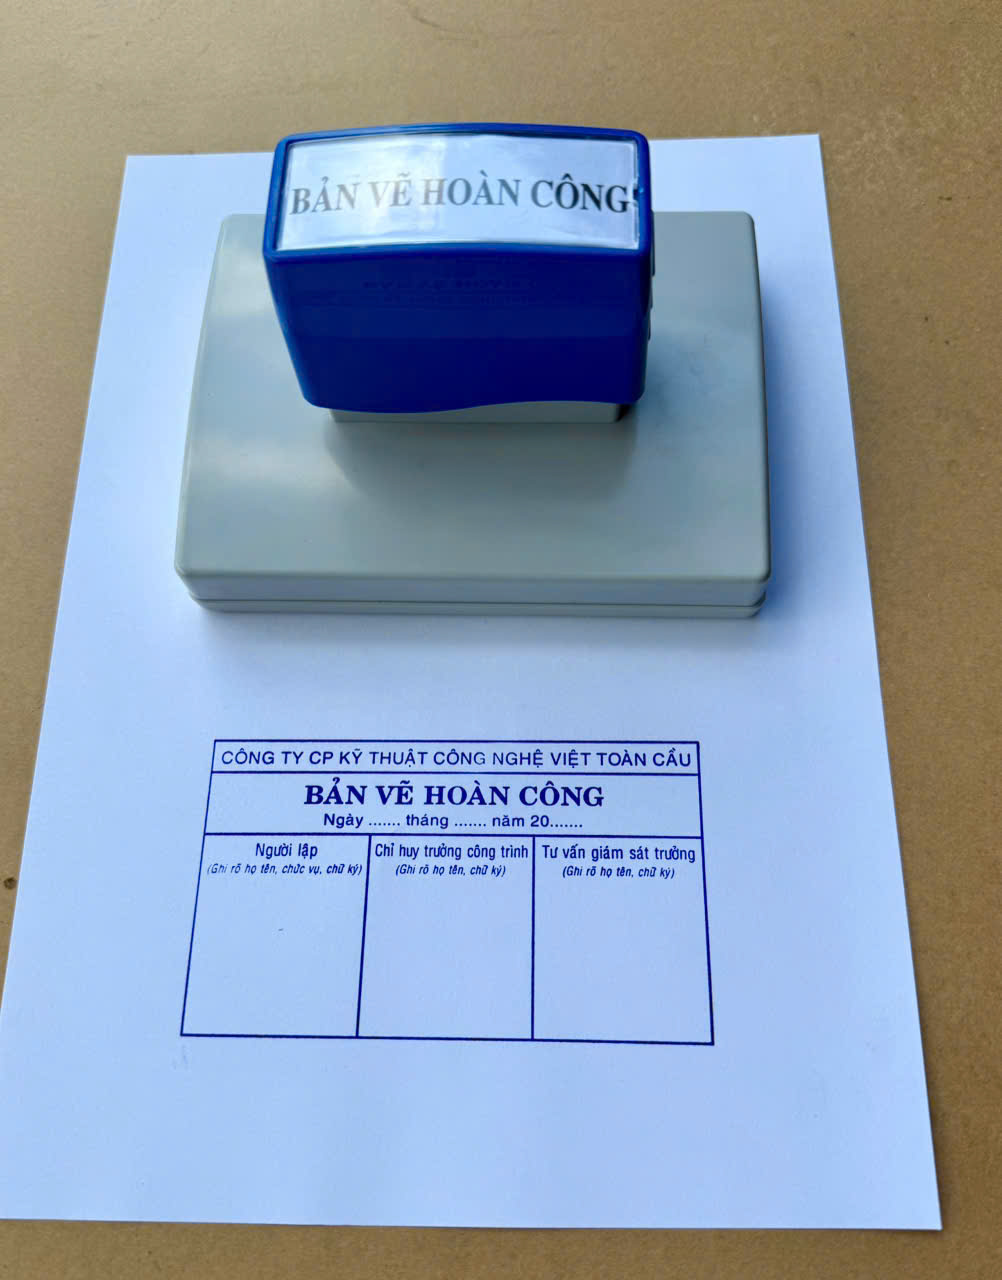 BẢN VẼ HOÀN CÔNG
CÔNG TY CP KỸ THUẬT CÔNG NGHỆ VIỆT TOÀN CẦU
BẢN VẼ HOÀN CÔNG
Ngày ....... tháng ....... năm 20.......
Người lập
(Ghi rõ họ tên, chức vụ, chữ ký)
Chỉ huy trưởng công trình
(Ghi rõ họ tên, chữ ký)
Tư vấn giám sát trưởng
(Ghi rõ họ tên, chữ ký)